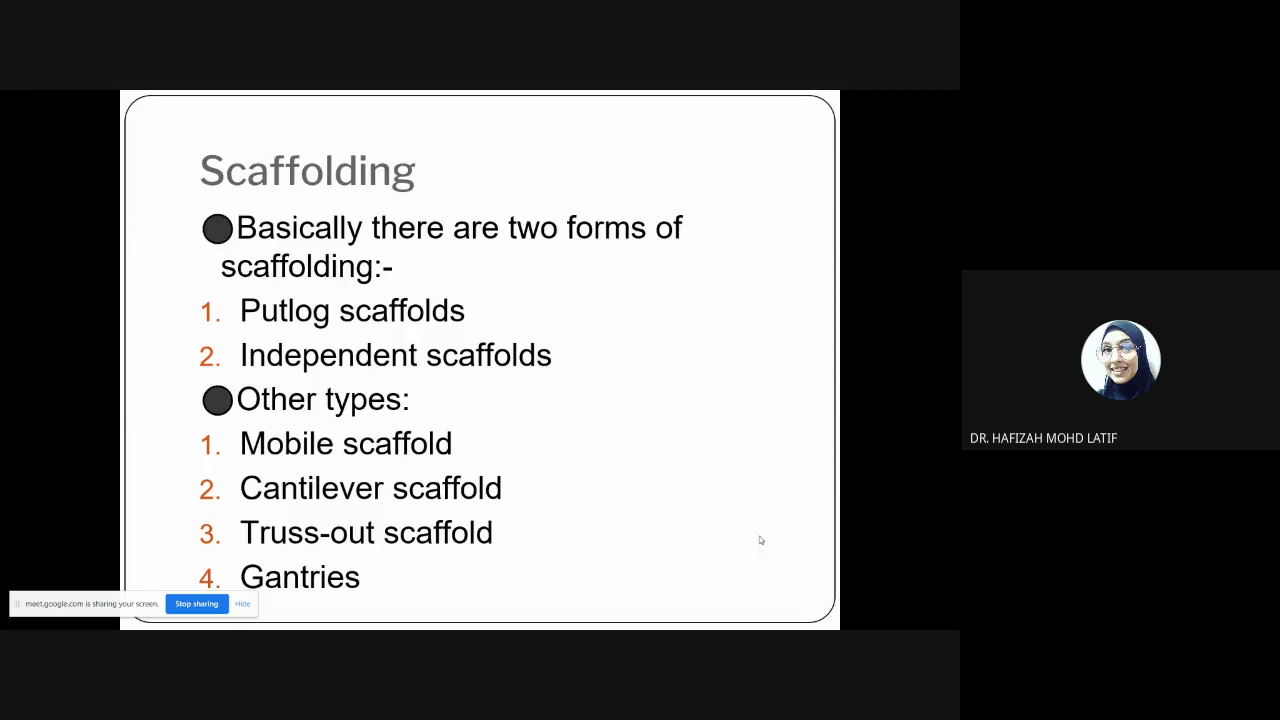 Scaffolding
Basically there are two forms of
scaffolding:-
1. Putlog scaffolds
2. Independent scaffolds
Other types:
1. Mobile scaffold
2. Cantilever scaffold
3. Truss-out scaffold
4. Gantries
meet.google.com is sharing your screen. Stop sharing Hide
DR. HAFIZAH MOHD LATIF